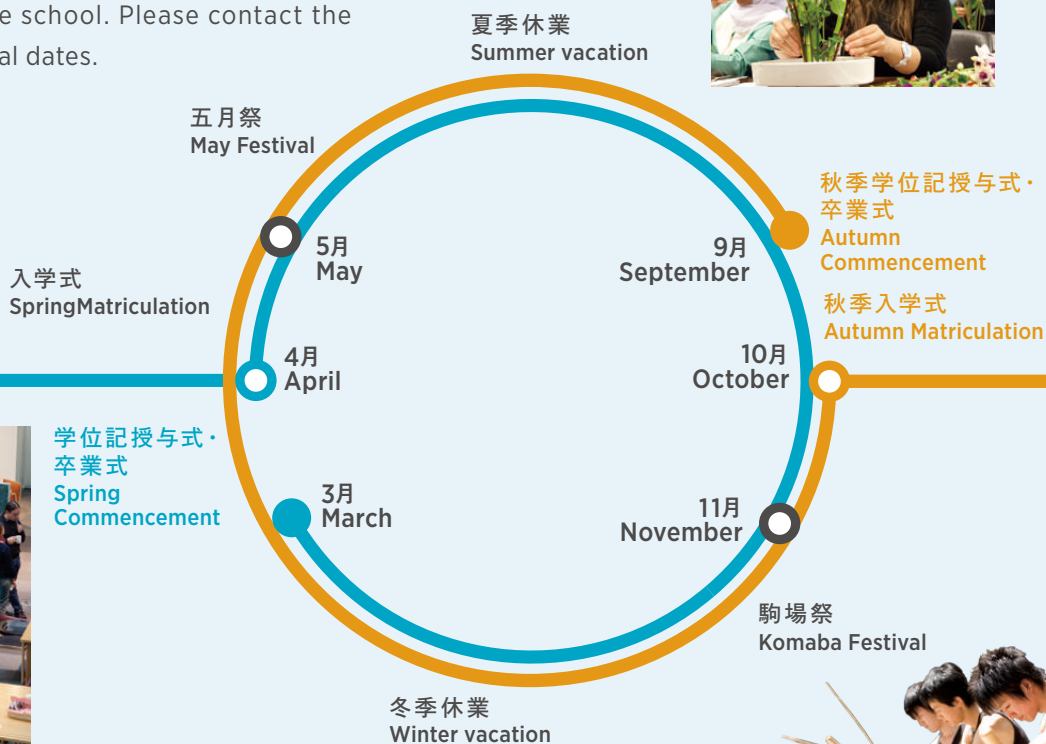 e school. Please contact the
al dates.
夏季休業
Summer vacation
五月祭
May Festival
秋季学位記授与式・
卒業式
Autumn
Commencement
5月
May
9月
September
入学式
SpringMatriculation
秋季入学式
Autumn Matriculation
4月
April
10月
October
学位記授与式・
卒業式
Spring
Commencement
3月
March
11月
November
駒場祭
Komaba Festival
冬季休業
Winter vacation